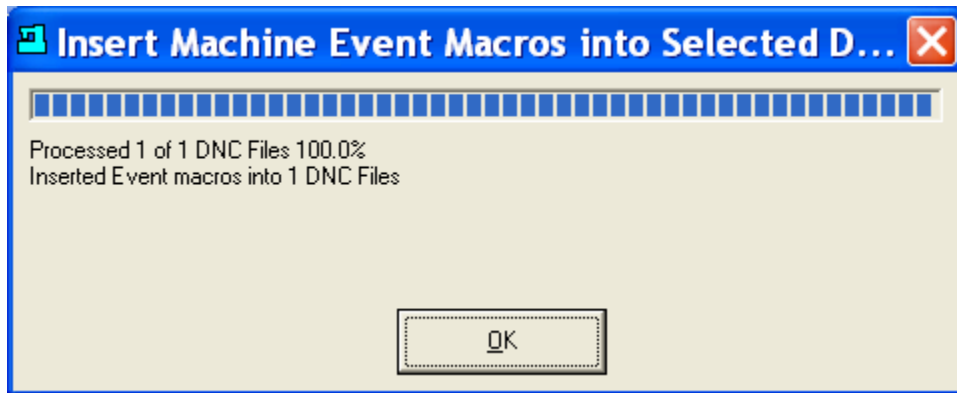 Insert Machine Event Macros into Selected D...
Processed 1 of 1 DNC Files 100.0%
Inserted Event macros into 1 DNC Files
OK